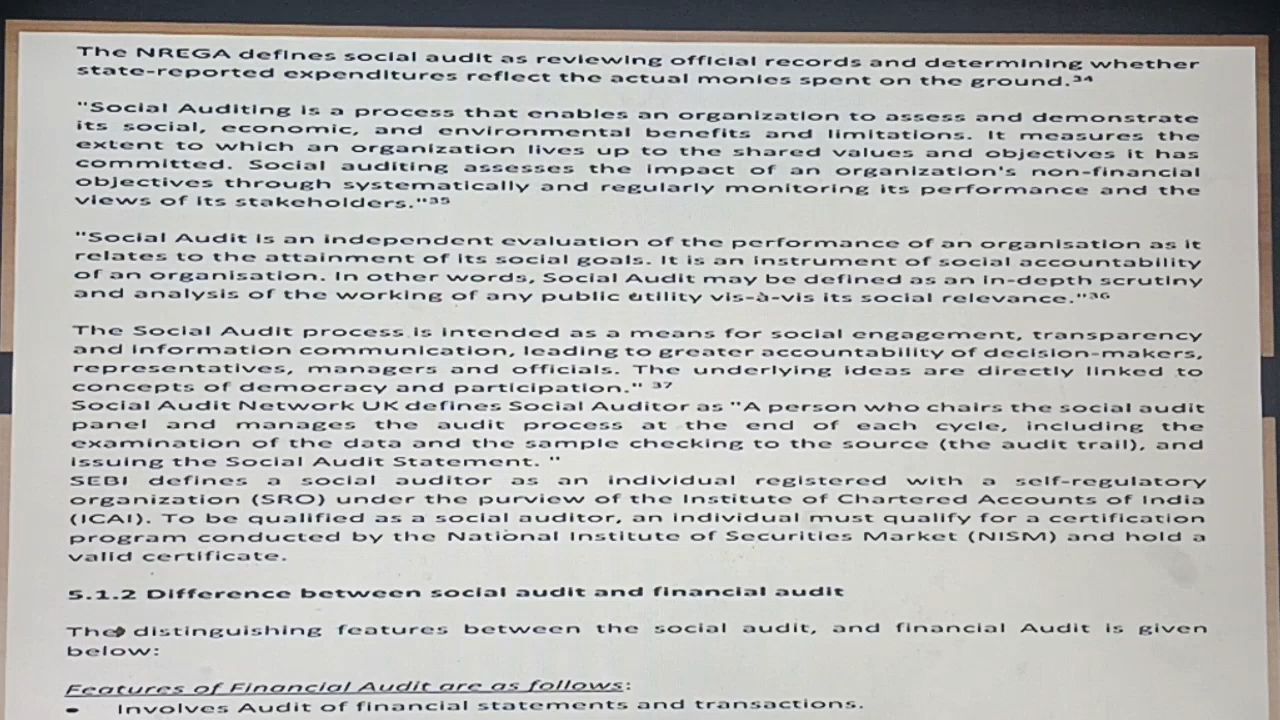 The NREGA defines social audit as reviewing official records and determining whether
state-reported expenditures reflect the actual monies spent on the ground.³⁴
"Social Auditing is a process that enables an organization to assess and demonstrate
its social, economic, and environmental benefits and limitations. It measures the
extent to which an organization lives up to the shared values and objectives it has
committed. Social auditing assesses the impact of an organization's non-financial
objectives through systematically and regularly monitoring its performance and the
views of its stakeholders."³⁵
"Social Audit is an independent evaluation of the performance of an organisation as it
relates to the attainment of its social goals. It is an instrument of social accountability
of an organisation. In other words, Social Audit may be defined as an in-depth scrutiny
and analysis of the working of any public utility vis-à-vis its social relevance."³⁶
The Social Audit process is intended as a means for social engagement, transparency
and information communication, leading to greater accountability of decision-makers,
representatives, managers and officials. The underlying ideas are directly linked to
concepts of democracy and participation." ³⁷
Social Audit Network UK defines Social Auditor as "A person who chairs the social audit
panel and manages the audit process at the end of each cycle, including the
examination of the data and the sample checking to the source (the audit trail), and
issuing the Social Audit Statement. "
SEBI defines a social auditor as an individual registered with a self-regulatory
organization (SRO) under the purview of the Institute of Chartered Accounts of India
(ICAI). To be qualified as a social auditor, an individual must qualify for a certification
program conducted by the National Institute of Securities Market (NISM) and hold a
valid certificate.
5.1.2 Difference between social audit and financial audit
The distinguishing features between the social audit, and financial Audit is given
below:
Features of Financial Audit are as follows:
• Involves Audit of financial statements and transactions.